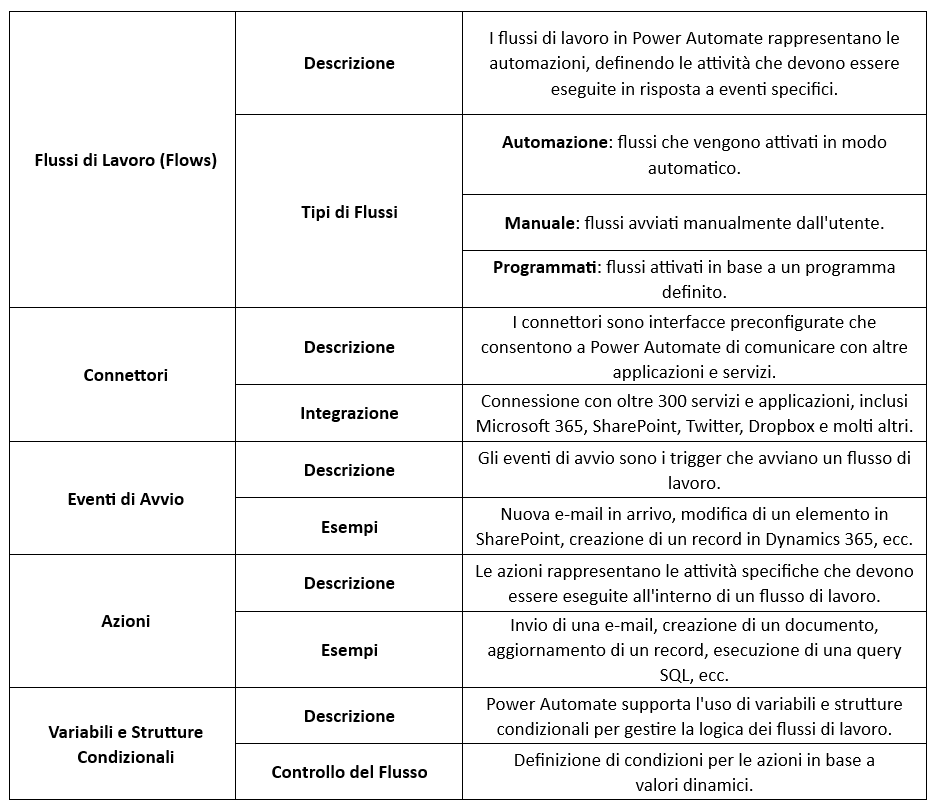 Flussi di Lavoro (Flows)
Descrizione
I flussi di lavoro in Power Automate rappresentano le
automazioni, definendo le attività che devono essere
eseguite in risposta a eventi specifici.
Tipi di Flussi
Automazione: flussi che vengono attivati in modo
automatico.
Manuale: flussi avviati manualmente dall'utente.
Programmati: flussi attivati in base a un programma
definito.
Connettori
Descrizione
I connettori sono interfacce preconfigurate che
consentono a Power Automate di comunicare con altre
applicazioni e servizi.
Integrazione
Connessione con oltre 300 servizi e applicazioni, inclusi
Microsoft 365, SharePoint, Twitter, Dropbox e molti altri.
Eventi di Avvio
Descrizione
Gli eventi di avvio sono i trigger che avviano un flusso di
lavoro.
Esempi
Nuova e-mail in arrivo, modifica di un elemento in
SharePoint, creazione di un record in Dynamics 365, ecc.
Azioni
Descrizione
Le azioni rappresentano le attività specifiche che devono
essere eseguite all'interno di un flusso di lavoro.
Esempi
Invio di una e-mail, creazione di un documento,
aggiornamento di un record, esecuzione di una query
SQL, ecc.
Variabili e Strutture
Condizionali
Descrizione
Power Automate supporta l'uso di variabili e strutture
condizionali per gestire la logica dei flussi di lavoro.
Controllo del Flusso
Definizione di condizioni per le azioni in base a
valori dinamici.